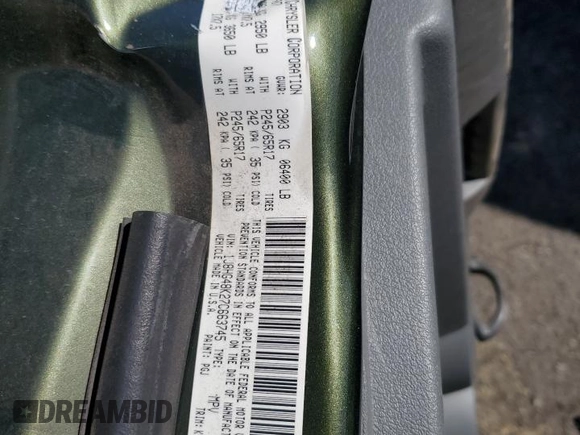 CHRYSLER CORPORATION
GVWR: 2903 KG 06400 LB
2950 LB WITH P245/65R17 TIRES
RIMS AT 242 KPA ( 35 PSI) COLD
3650 LB WITH P245/65R17 TIRES
RIMS AT 242 KPA ( 35 PSI) COLD
THIS VEHICLE CONFORMS TO ALL APPLICABLE FEDERAL MOTOR
PREVENTION STANDARDS IN EFFECT ON THE DATE OF MANUFACT
VIN: 1J8HG48K27C663745 TYPE: MPV
VEHICLE MADE IN U.S.A. PAINT: PGJ TRIM:
DREAMBID